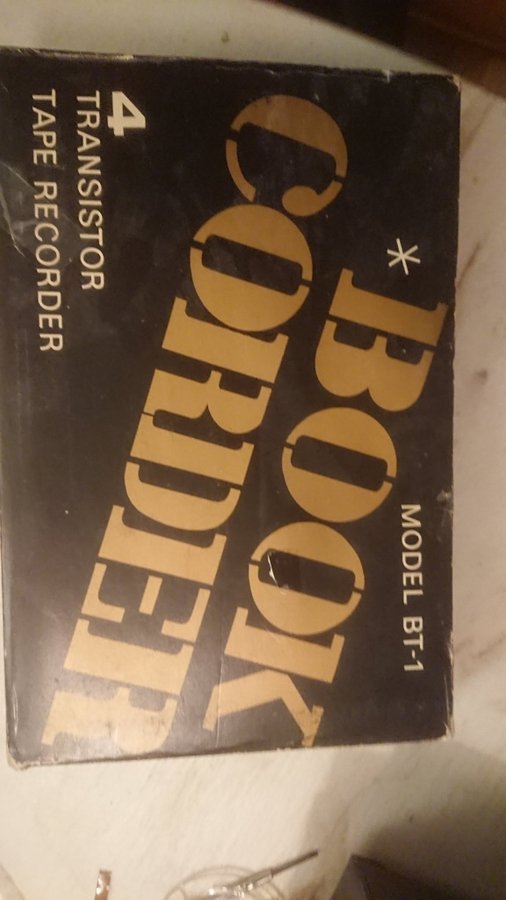 MODEL BT-1
* BOOK
CORDER
4
TRANSISTOR
TAPE RECORDER